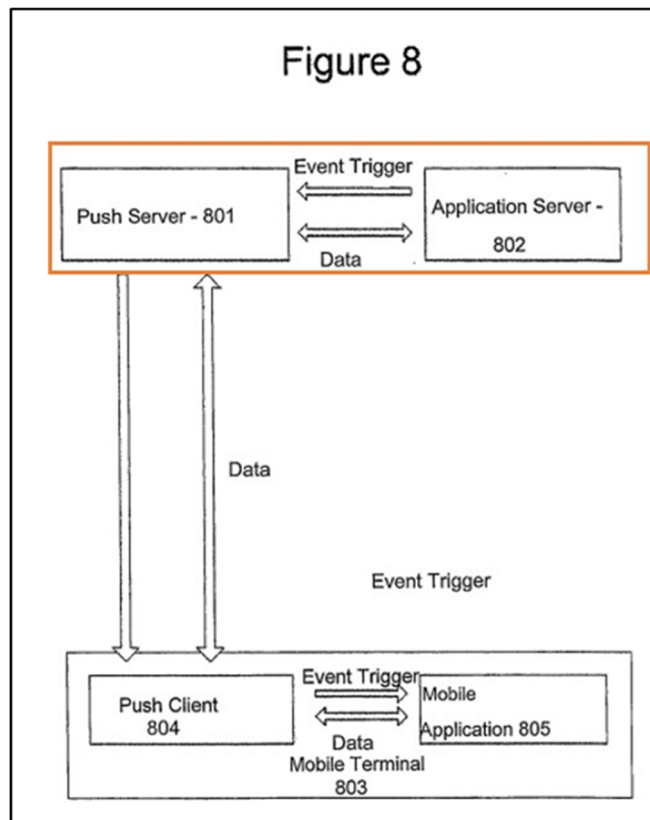 Figure 8
Event Trigger
Push Server - 801
Application Server -
802
Data
Data
Event Trigger
Event Trigger
Push Client
804
Mobile
Application 805
Data
Mobile Terminal
803